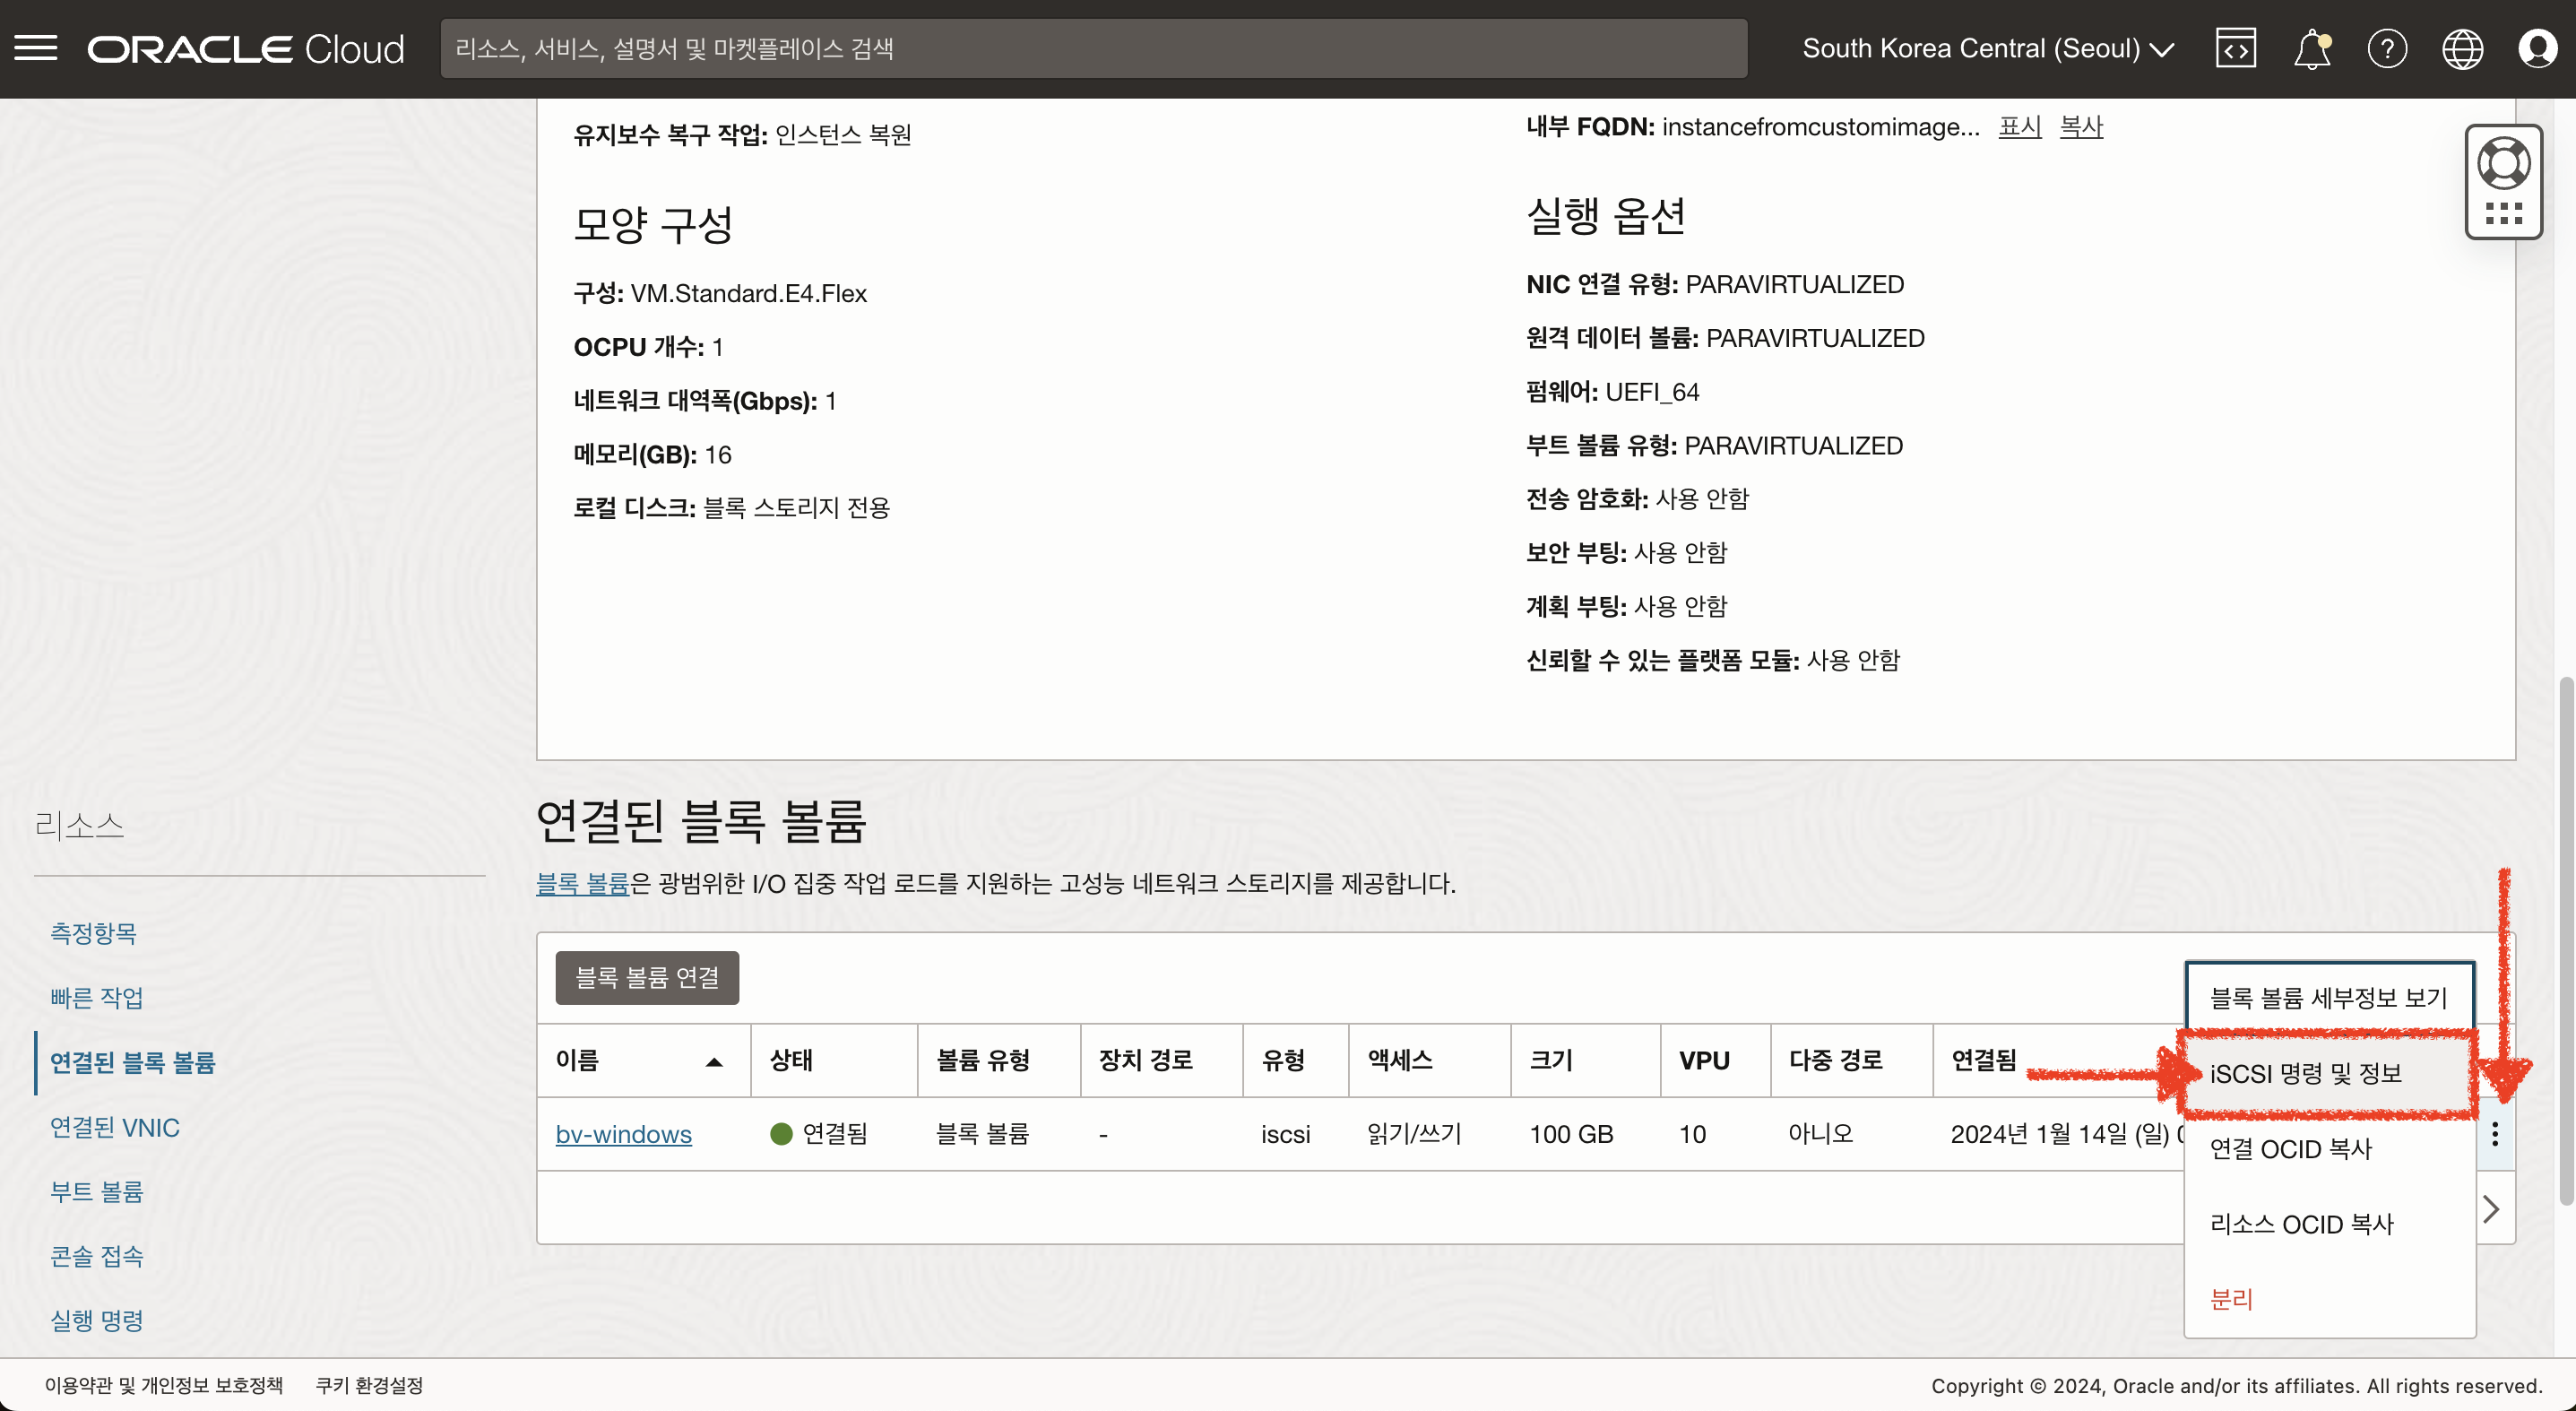 ORACLE Cloud
리소스, 서비스, 설명서 및 마켓플레이스 검색
South Korea Central (Seoul)
유지보수 복구 작업: 인스턴스 복원
내부 FQDN: instancefromcustomimage... 표시 복사
모양 구성
구성: VM.Standard.E4.Flex
OCPU 개수: 1
네트워크 대역폭(Gbps): 1
메모리(GB): 16
로컬 디스크: 블록 스토리지 전용
실행 옵션
NIC 연결 유형: PARAVIRTUALIZED
원격 데이터 볼륨: PARAVIRTUALIZED
펌웨어: UEFI_64
부트 볼륨 유형: PARAVIRTUALIZED
전송 암호화: 사용 안함
보안 부팅: 사용 안함
계획 부팅: 사용 안함
신뢰할 수 있는 플랫폼 모듈: 사용 안함
리소스
측정항목
빠른 작업
연결된 블록 볼륨
연결된 VNIC
부트 볼륨
콘솔 접속
실행 명령
연결된 블록 볼륨
블록 볼륨은 광범위한 I/O 집중 작업 로드를 지원하는 고성능 네트워크 스토리지를 제공합니다.
블록 볼륨 연결
이름 상태 볼륨 유형 장치 경로 유형 액세스 크기 VPU 다중 경로 연결됨
bv-windows 연결됨 블록 볼륨 - iscsi 읽기/쓰기 100 GB 10 아니오 2024년 1월 14일 (일)
블록 볼륨 세부정보 보기
iSCSI 명령 및 정보
연결 OCID 복사
리소스 OCID 복사
분리
이용약관 및 개인정보 보호정책 쿠키 환경설정
Copyright © 2024, Oracle and/or its affiliates. All rights reserved.